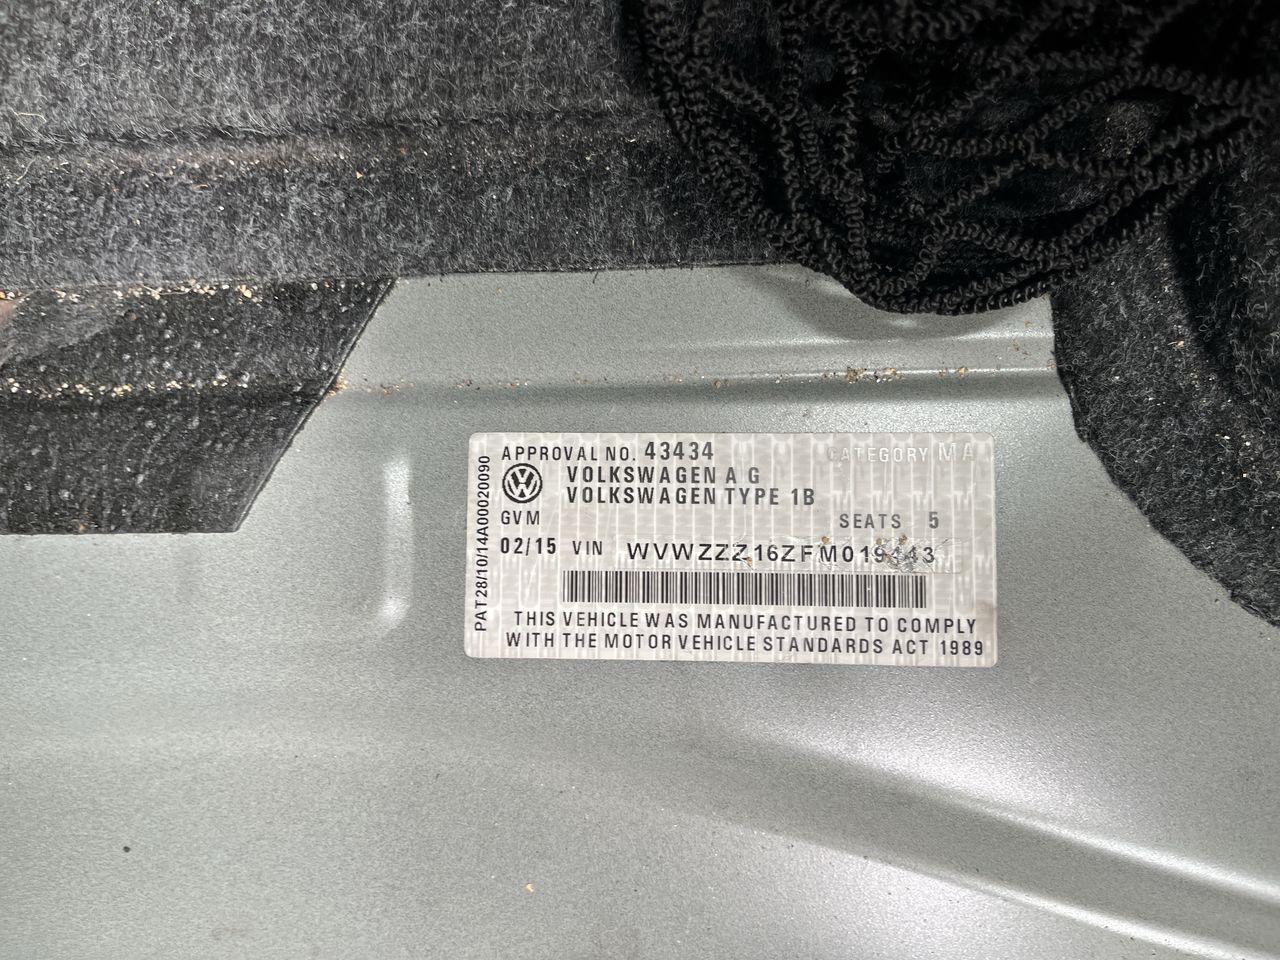 APPROVAL NO. 43434 CATEGORY MA
VOLKSWAGEN A G
VOLKSWAGEN TYPE 1B
GVM SEATS 5
02/15 VIN WVWZZZ16ZFM019443
THIS VEHICLE WAS MANUFACTURED TO COMPLY
WITH THE MOTOR VEHICLE STANDARDS ACT 1989
PAT28/10/14A00020090